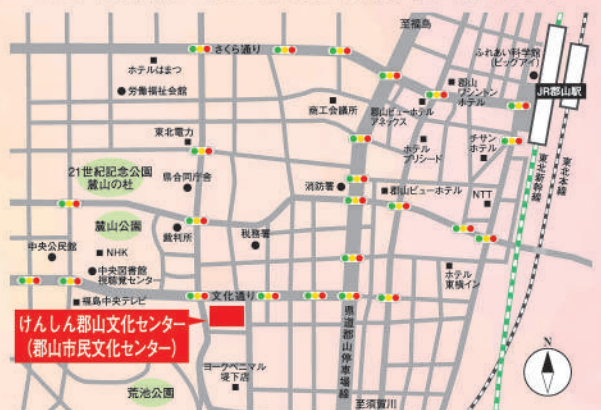 至福島
さくら通り
ふれあい科学館
(ビッグアイ)
ホテルはまつ
JR郡山駅
郡山
ワシントン
ホテル
労働福祉会館
商工会議所
郡山ビューホテル
アネックス
東北電力
ホテル
プリシード
チサン
ホテル
東北新幹線
東北本線
21世紀記念公園
麓山の杜
県合同庁舎
消防署
郡山ビューホテル
NTT
麓山公園
裁判所
税務署
中央公民館
NHK
中央図書館
視聴覚センター
ホテル
東横イン
福島中央テレビ
文化通り
県道郡山停車場線
けんしん郡山文化センター
(郡山市民文化センター)
ヨークベニマル
堤下店
荒池公園
至須賀川
N